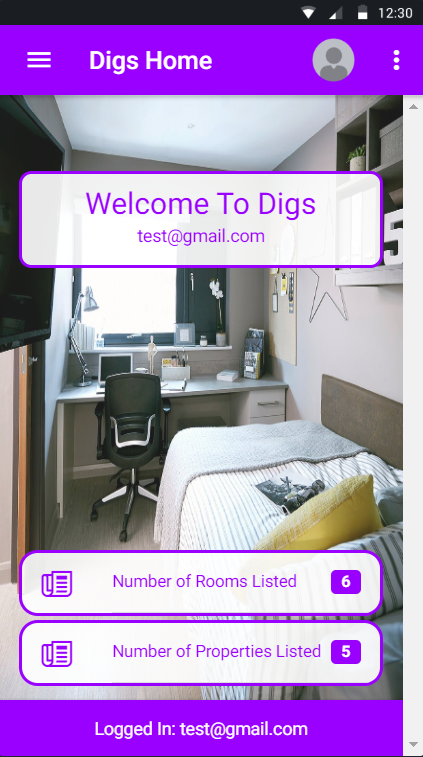 12:30
Digs Home
Welcome To Digs
test@gmail.com
Number of Rooms Listed 6
Number of Properties Listed 5
Logged In: test@gmail.com